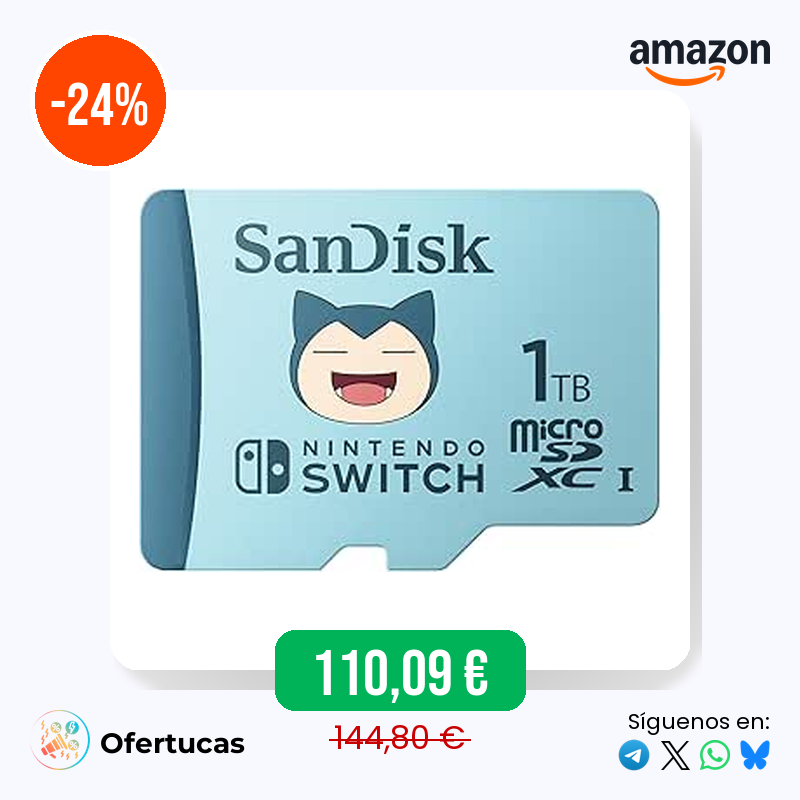 -24%
amazon
SanDisk
1TB
NINTENDO
SWITCH
micro
SD
XC I
110,09 €
144,80 €
Ofertucas
Síguenos en: